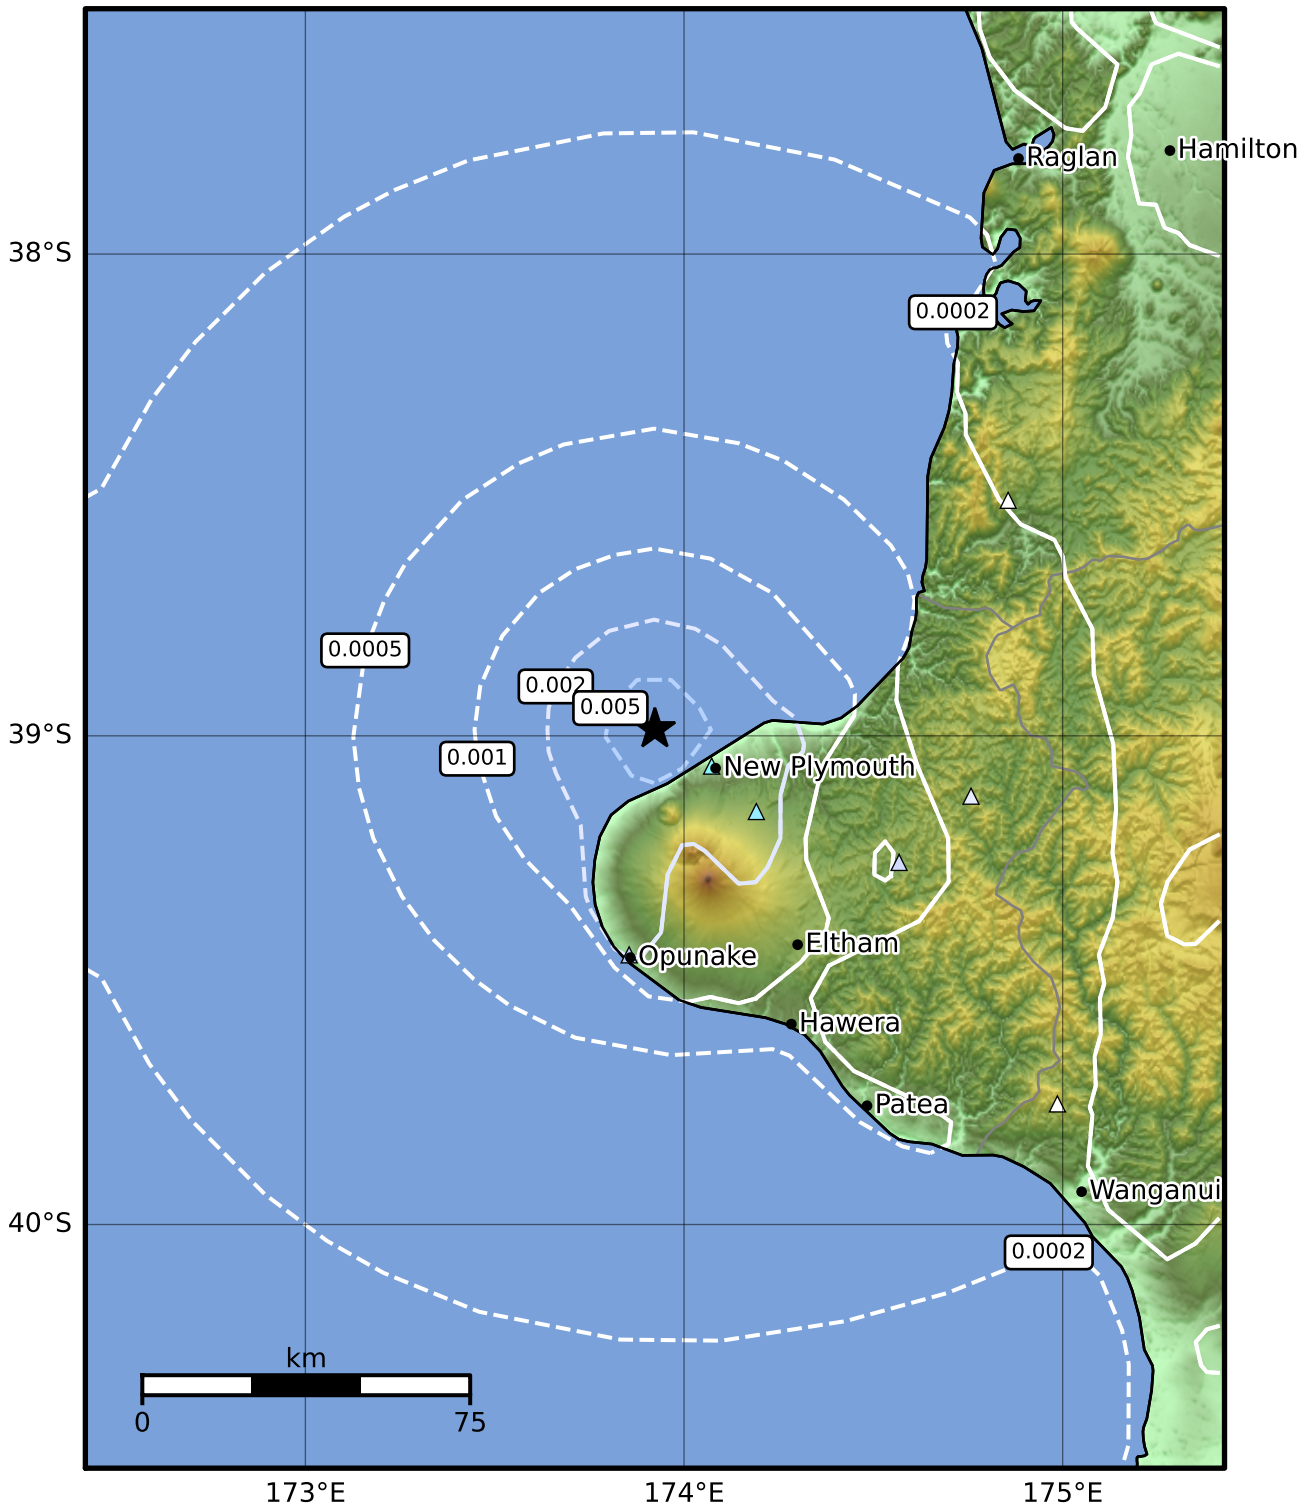 Raglan
Hamilton
38°S
0.0002
0.0005
0.002
0.005
39°S
0.001
New Plymouth
Eltham
Opunake
Hawera
Patea
Wanganui
40°S
0.0002
km
0
75
173°E
174°E
175°E